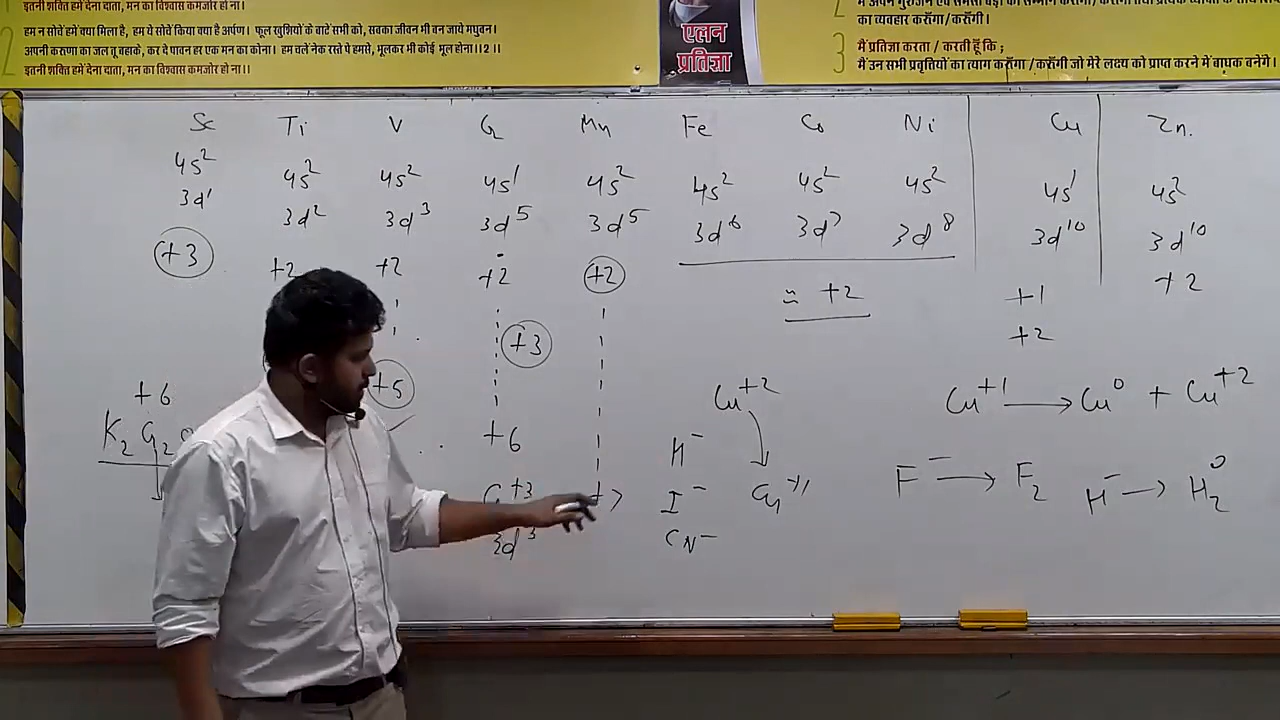 इतनी शक्ति हमें देना दाता, मन का विश्वास कमजोर हो ना।
2
हम न सोचें हमें क्या मिला है, हम ये सोचें किया क्या है अर्पण। फूल खुशियों के बाटें सभी को, सबका जीवन भी बन जाये मधुबन।
अपनी करुणा का जल तू बहाके, कर दे पावन हर एक मन का कोना। हम चलें नेक रस्ते पे हमसे, भूलकर भी कोई भूल होना।।2।।
इतनी शक्ति हमें देना दाता, मन का विश्वास कमजोर हो ना।।
एलन
प्रतिज्ञा
2
का व्यवहार करूँगा/करूँगी।
3
मैं प्रतिज्ञा करता / करती हूँ कि ;
मैं उन सभी प्रवृत्तियों का त्याग करूँगा/करूँगी जो मेरे लक्ष्य को प्राप्त करने में बाधक बनेंगे।
Sc Ti V Cr Mn Fe Co Ni Cu Zn.
4s² 4s² 4s² 4s¹ 4s² 4s² 4s² 4s² 4s¹ 4s²
3d¹ 3d² 3d³ 3d⁵ 3d⁵ 3d⁶ 3d⁷ 3d⁸ 3d¹⁰ 3d¹⁰
+3 +2 +2 +2 +2 ≈ +2 +1 +2
+3 +2
+6 +5 Cu⁺² Cu⁺¹ → Cu⁰ + Cu⁺²
K₂Cr₂ +6 H⁻
Cr⁺³ +7 I⁻ Cu⁺¹ F⁻ → F₂ H⁻ → H₂⁰
3d³ CN⁻